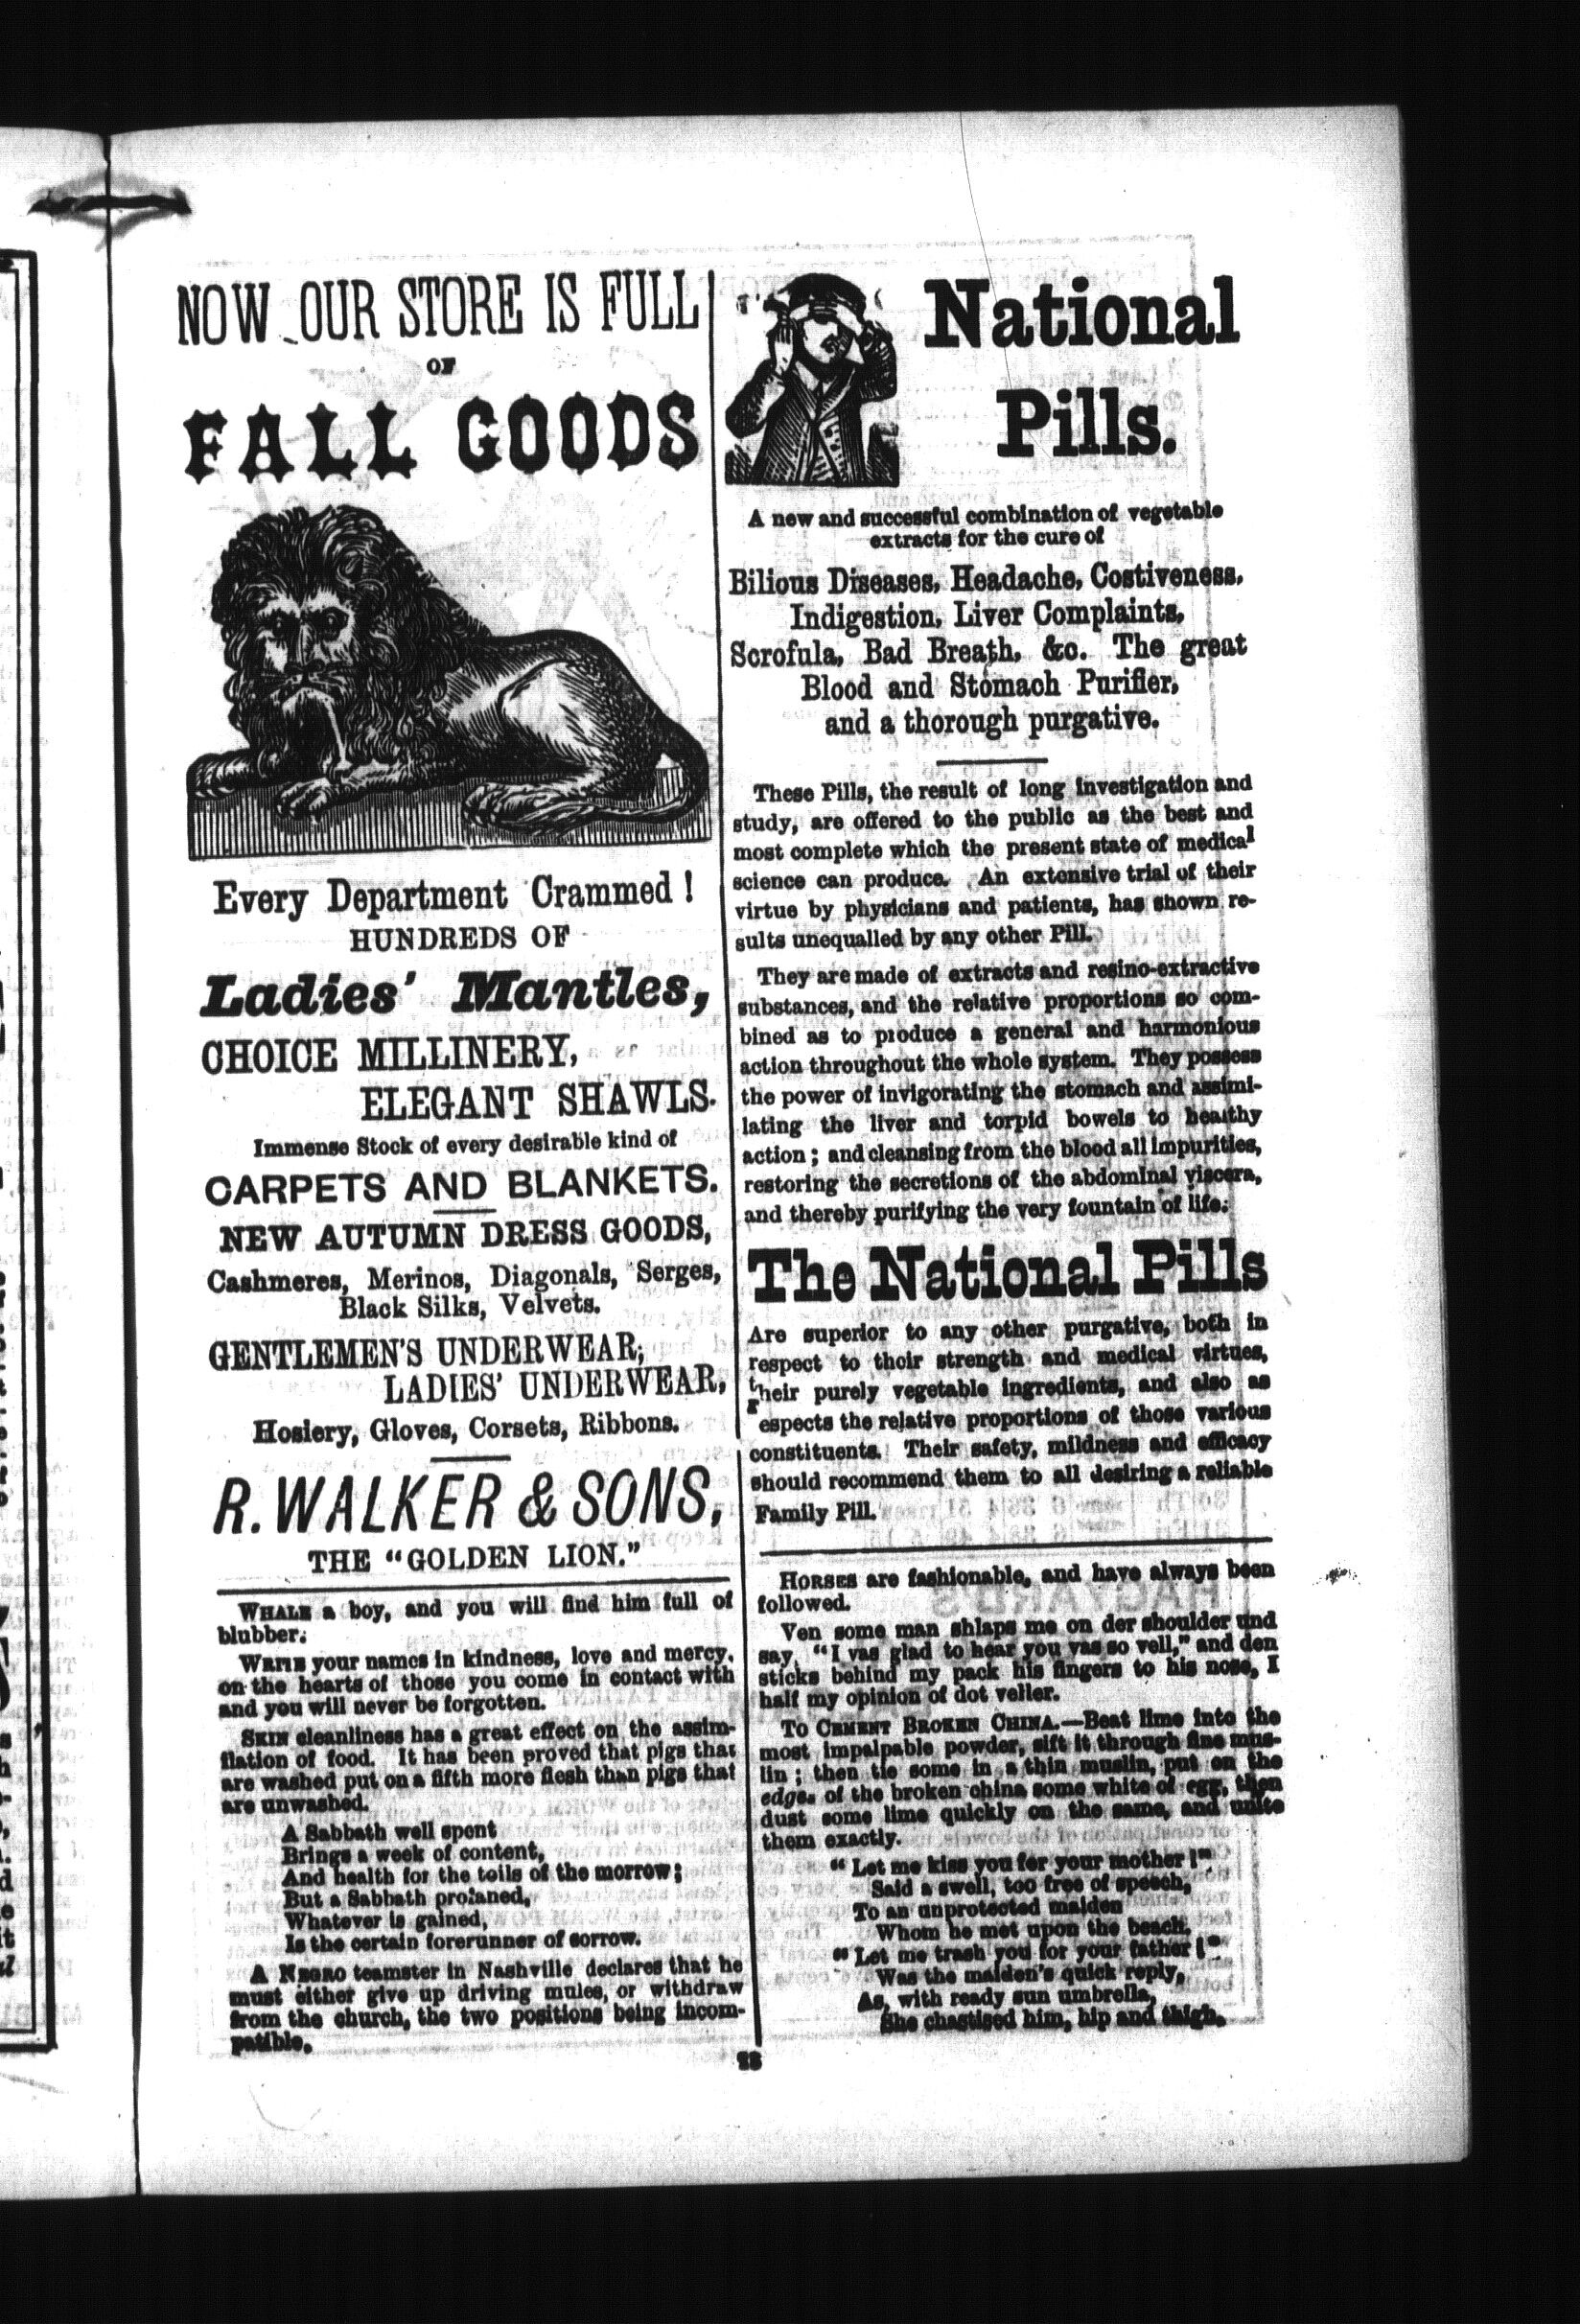 NOW OUR STORE IS FULL
OF
FALL GOODS
Every Department Crammed !
HUNDREDS OF
Ladies' Mantles,
CHOICE MILLINERY,
ELEGANT SHAWLS.
Immense Stock of every desirable kind of
CARPETS AND BLANKETS.
NEW AUTUMN DRESS GOODS,
Cashmeres, Merinos, Diagonals, Serges,
Black Silks, Velvets.
GENTLEMEN'S UNDERWEAR,
LADIES' UNDERWEAR,
Hosiery, Gloves, Corsets, Ribbons.
R. WALKER & SONS,
THE "GOLDEN LION."
WHALE a boy, and you will find him full of
blubber.
WRITE your names in kindness, love and mercy,
on the hearts of those you come in contact with
and you will never be forgotten.
SKIN cleanliness has a great effect on the assim-
ilation of food. It has been proved that pigs that
are washed put on a fifth more flesh than pigs that
are unwashed.
A Sabbath well spent
Brings a week of content,
And health for the toils of the morrow;
But a Sabbath profaned,
Whatever is gained,
Is the certain forerunner of sorrow.
A NEGRO teamster in Nashville declares that he
must either give up driving mules, or withdraw
from the church, the two positions being incom-
patible.
National
Pills.
A new and successful combination of vegetable
extracts for the cure of
Bilious Diseases, Headache, Costiveness,
Indigestion, Liver Complaints,
Scrofula, Bad Breath, &c. The great
Blood and Stomach Purifier,
and a thorough purgative.
These Pills, the result of long investigation and
study, are offered to the public as the best and
most complete which the present state of medical
science can produce. An extensive trial of their
virtue by physicians and patients, has shown re-
sults unequalled by any other Pill.
They are made of extracts and resino-extractive
substances, and the relative proportions so com-
bined as to produce a general and harmonious
action throughout the whole system. They possess
the power of invigorating the stomach and assimi-
lating the liver and torpid bowels to healthy
action; and cleansing from the blood all impurities,
restoring the secretions of the abdominal viscera,
and thereby purifying the very fountain of life.
The National Pills
Are superior to any other purgative, both in
respect to their strength and medical virtues,
their purely vegetable ingredients, and also as
respects the relative proportions of those various
constituents. Their safety, mildness and efficacy
should recommend them to all desiring a reliable
Family Pill.
HORSES are fashionable, and have always been
followed.
Ven some man shlaps me on der shoulder und
say, "I vas glad to hear you vas so vell," and den
sticks behind my pack his fingers to his nose, I
half my opinion of dot veller.
TO CEMENT BROKEN CHINA.—Beat lime into the
most impalpable powder, sift it through fine mus-
lin; then tie some in a thin muslin, put on the
edges of the broken china some white of egg, then
dust some lime quickly on the same, and unite
them exactly.
"Let me kiss you for your mother!"
Said a swell, too free of speech,
To an unprotected maiden
Whom he met upon the beach.
"Let me trash you for your father!"
Was the maiden's quick reply,
As, with ready sun umbrella,
She chastised him, hip and thigh.